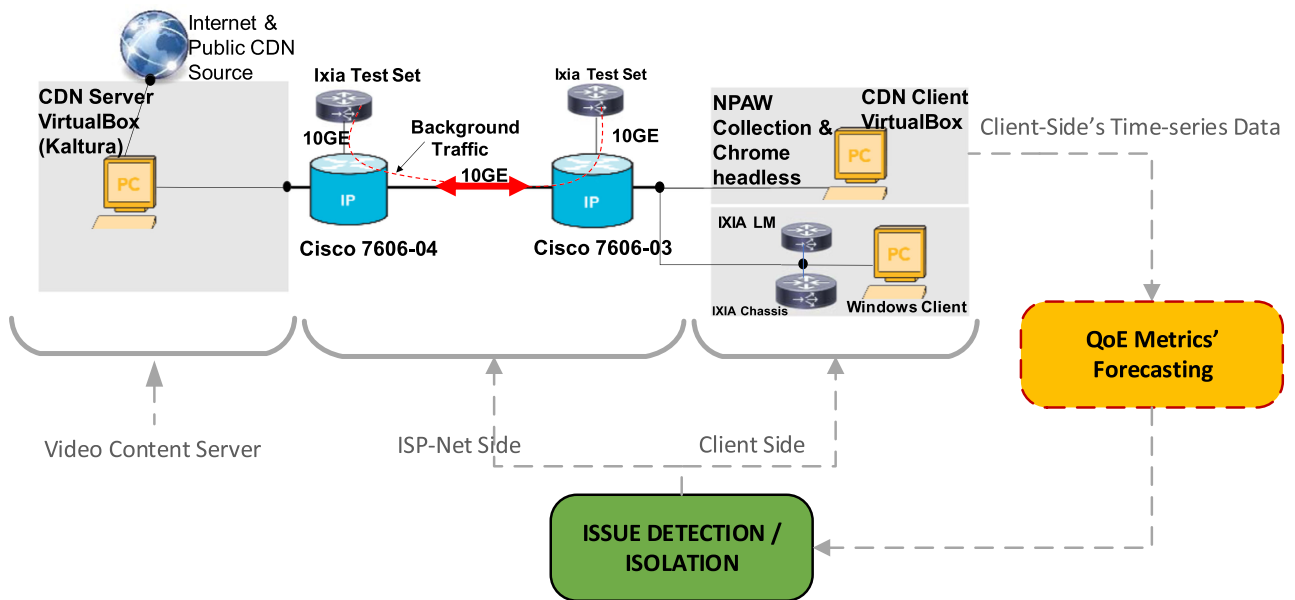 Internet &
Public CDN
Source
CDN Server
VirtualBox
(Kaltura)
PC
Ixia Test Set
10GE
Background
Traffic
10GE
IP
Cisco 7606-04
Ixia Test Set
10GE
IP
Cisco 7606-03
NPAW
Collection &
Chrome
headless
CDN Client
VirtualBox
PC
IXIA LM
IXIA Chassis
PC
Windows Client
Client-Side's Time-series Data
QoE Metrics'
Forecasting
Video Content Server
ISP-Net Side
Client Side
ISSUE DETECTION /
ISOLATION